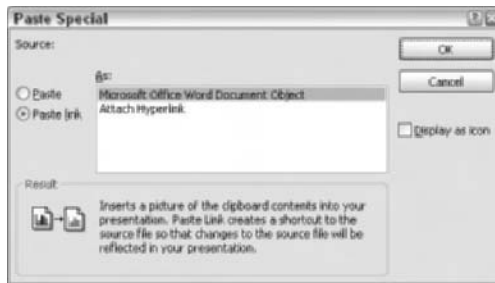 Paste Special
Source:
OK
As:
Cancel
Paste
Microsoft Office Word Document Object
Paste link
Attach Hyperlink
Display as icon
Result
Inserts a picture of the clipboard contents into your
presentation. Paste Link creates a shortcut to the
source file so that changes to the source file will be
reflected in your presentation.